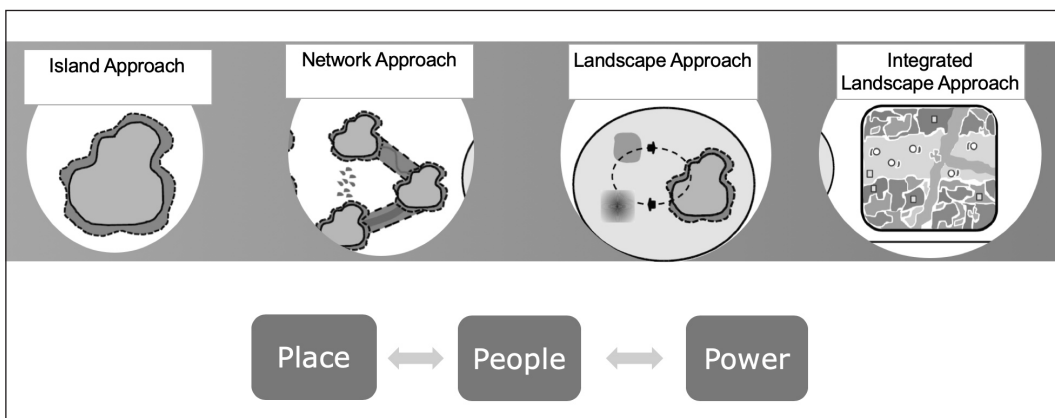 Island Approach
Network Approach
Landscape Approach
Integrated
Landscape Approach
Place
People
Power